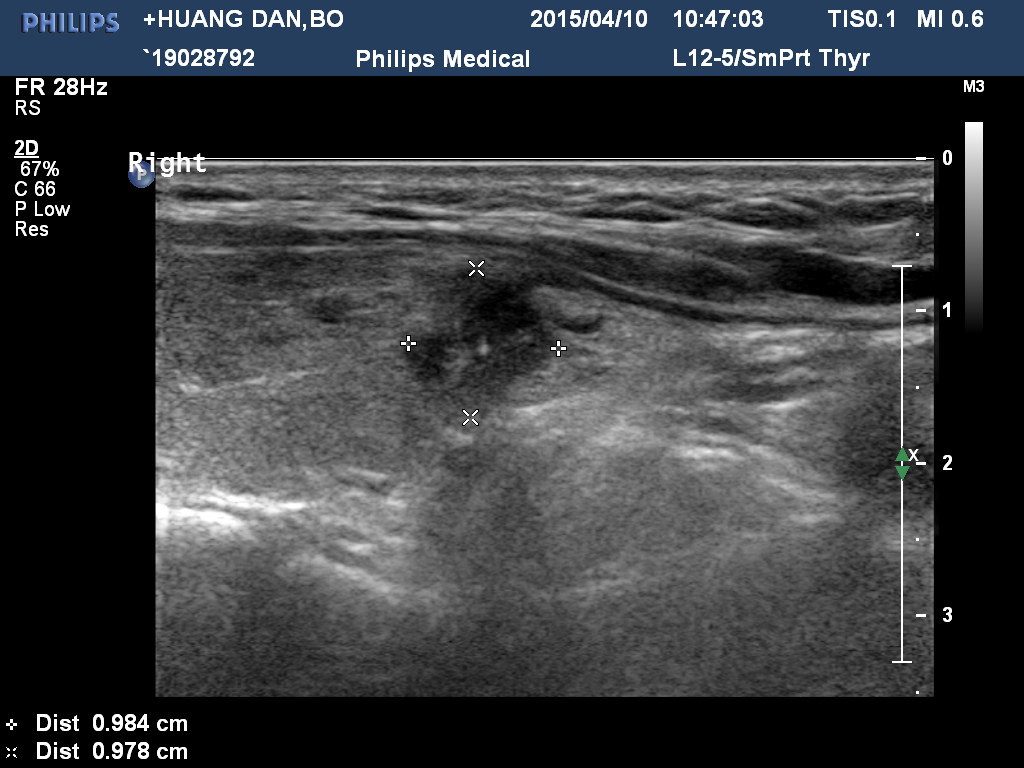 PHILIPS +HUANG DAN,BO 2015/04/10 10:47:03 TIS0.1 MI 0.6
`19028792 Philips Medical L12-5/SmPrt Thyr
FR 28Hz
RS
M3
2D
67%
C 66
P Low
Res
Right
P
0
1
X
2
3
Dist 0.984 cm
Dist 0.978 cm